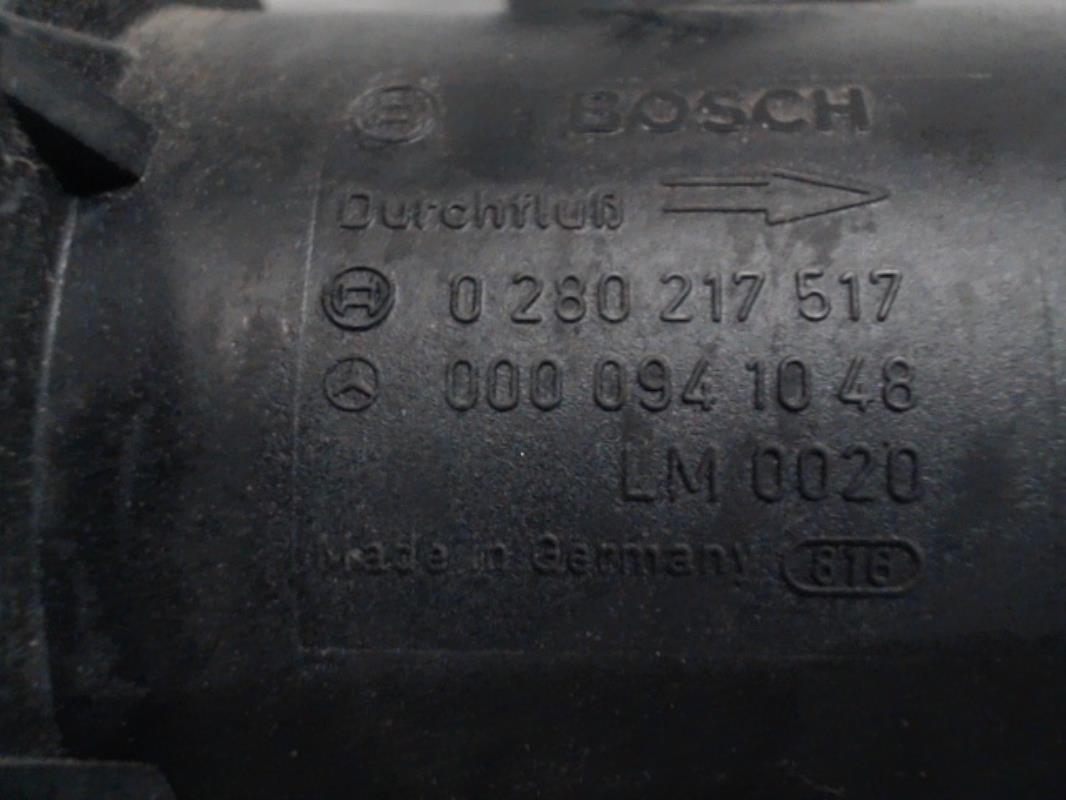 BOSCH
Durchfluß
0 280 217 517
000 094 10 48
LM 0020
Made in Germany 816